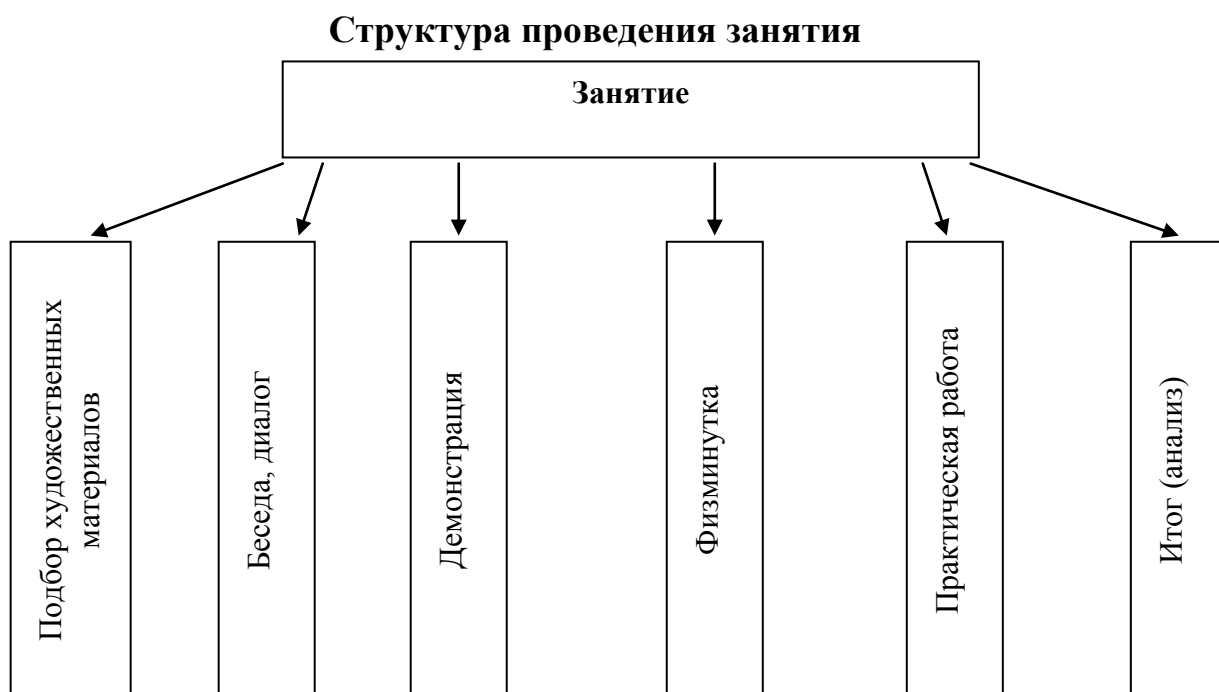 Структура проведения занятия
Занятие
Подбор художественных
материалов
Беседа, диалог
Демонстрация
Физминутка
Практическая работа
Итог (анализ)